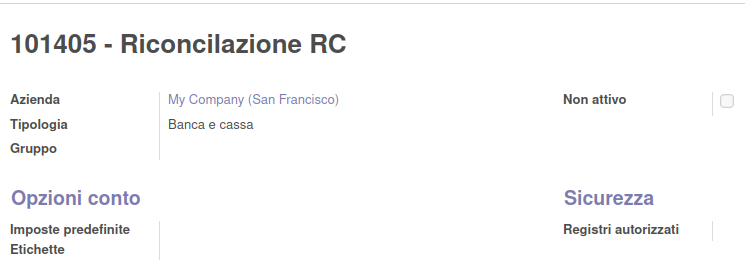 101405 - Riconcilazione RC
Azienda My Company (San Francisco) Non attivo
Tipologia Banca e cassa
Gruppo
Opzioni conto Sicurezza
Imposte predefinite Registri autorizzati
Etichette